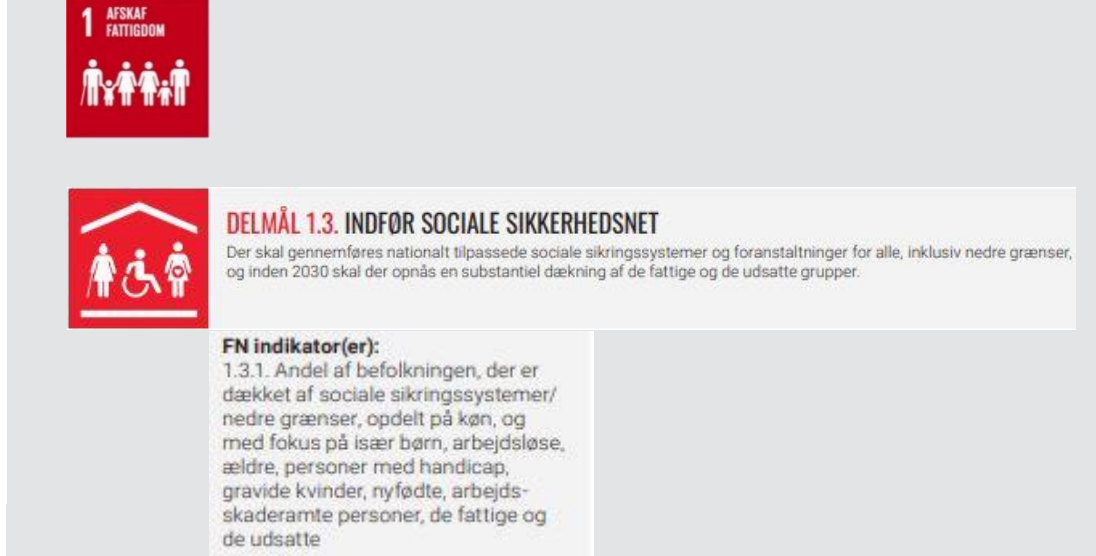 1 AFSKAF
FATTIGDOM
DELMÅL 1.3. INDFØR SOCIALE SIKKERHEDSNET
Der skal gennemføres nationalt tilpassede sociale sikringssystemer og foranstaltninger for alle, inklusiv nedre grænser,
og inden 2030 skal der opnås en substantiel dækning af de fattige og de udsatte grupper.
FN indikator(er):
1.3.1. Andel af befolkningen, der er
dækket af sociale sikringssystemer/
nedre grænser, opdelt på køn, og
med fokus på især børn, arbejdsløse,
ældre, personer med handicap,
gravide kvinder, nyfødte, arbejds-
skaderamte personer, de fattige og
de udsatte